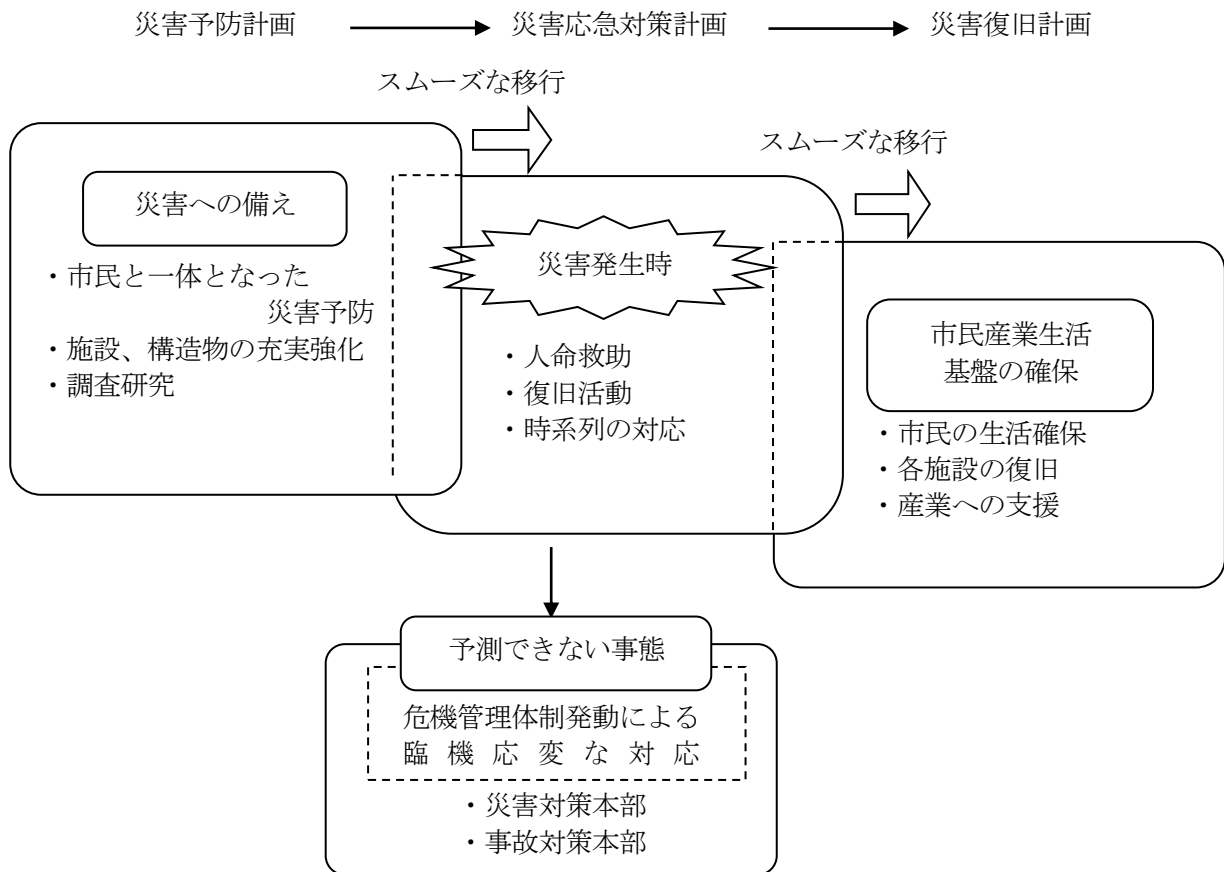 災害予防計画
災害応急対策計画
災害復旧計画
スムーズな移行
スムーズな移行
災害への備え
・市民と一体となった
災害予防
・施設、構造物の充実強化
・調査研究
災害発生時
・人命救助
・復旧活動
・時系列の対応
市民産業生活
基盤の確保
・市民の生活確保
・各施設の復旧
・産業への支援
予測できない事態
危機管理体制発動による
臨機応変な対応
・災害対策本部
・事故対策本部